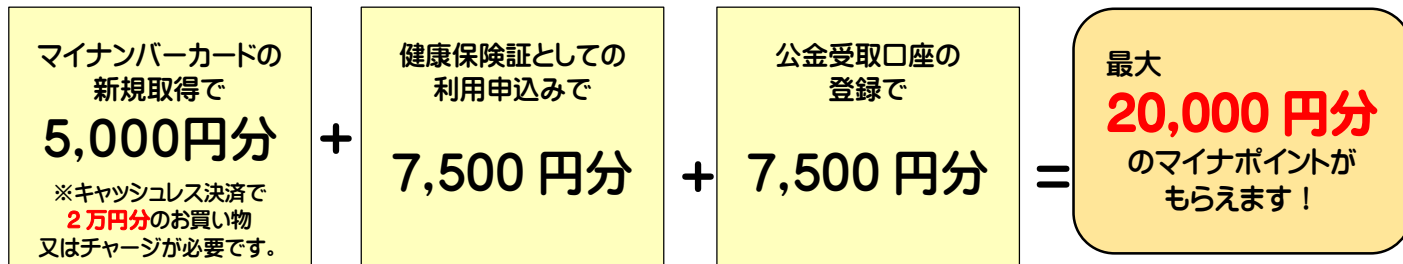 マイナンバーカードの
新規取得で
5,000円分
※キャッシュレス決済で
2万円分のお買い物
又はチャージが必要です。
+
健康保険証としての
利用申込みで
7,500 円分
+
公金受取口座の
登録で
7,500 円分
=
最大
20,000 円分
のマイナポイントが
もらえます！